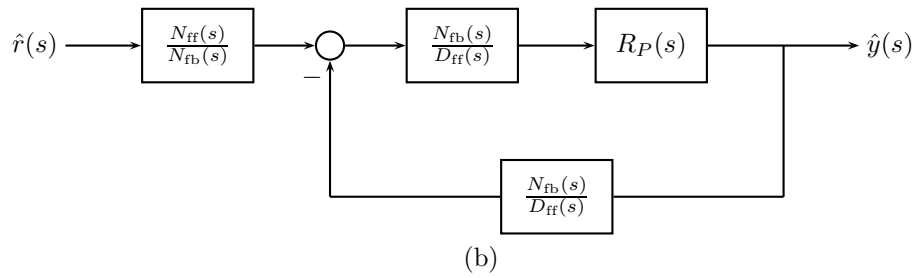 r̂(s) N_ff(s)/N_fb(s) N_fb(s)/D_ff(s) R_P(s) ŷ(s)
−
N_fb(s)/D_ff(s)
(b)